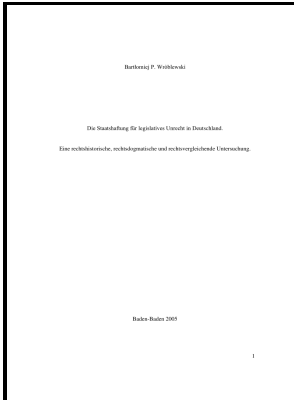 Bartłomiej P. Wróblewski
Die Staatshaftung für legislatives Unrecht in Deutschland.
Eine rechtshistorische, rechtsdogmatische und rechtsvergleichende Untersuchung.
Baden-Baden 2005
1